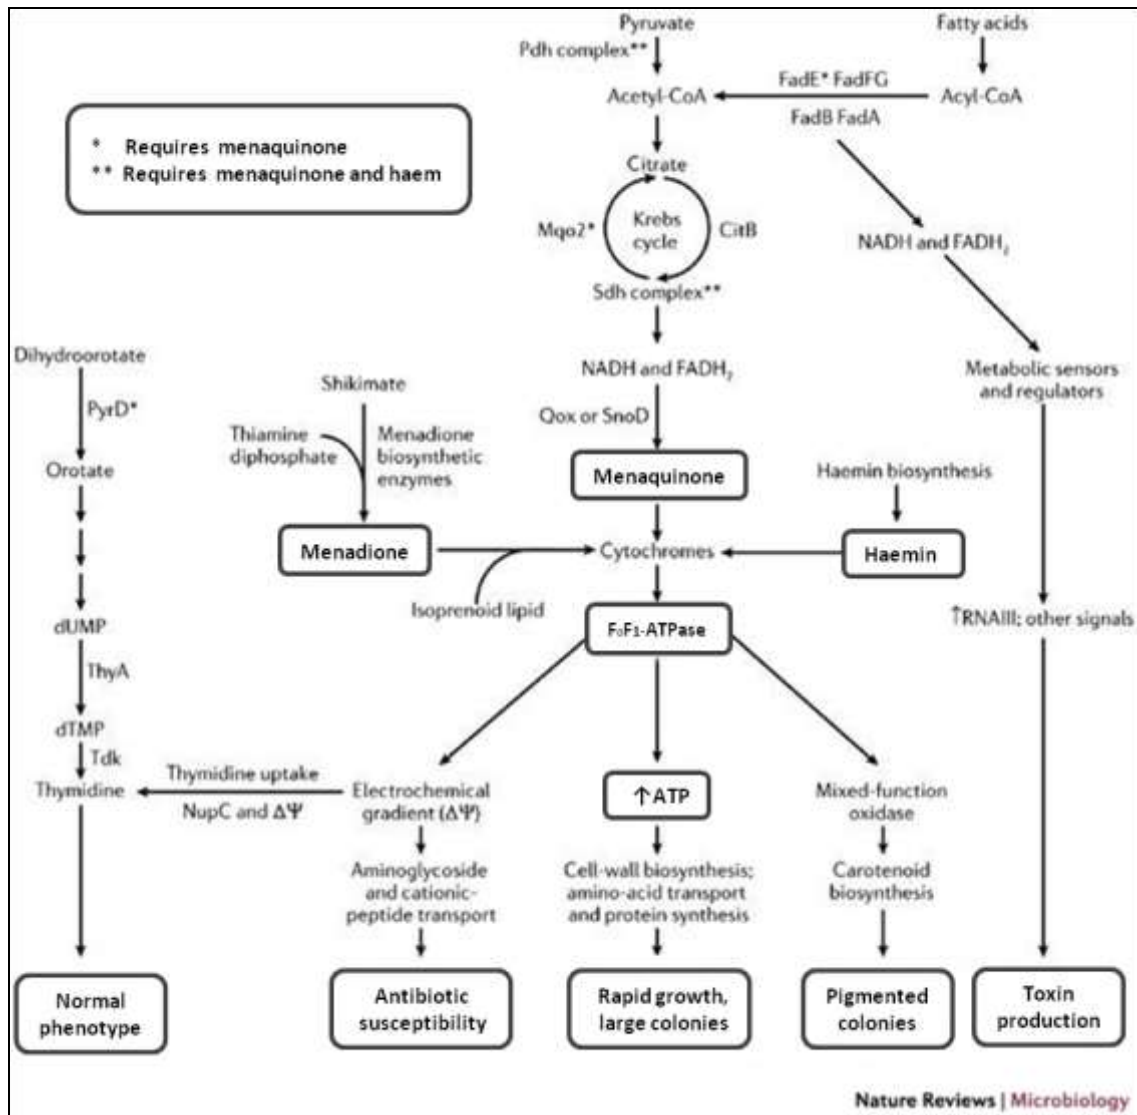 Pyruvate
Fatty acids
Pdh complex**
Acetyl-CoA
FadE* FadFG
Acyl-CoA
FadB FadA
* Requires menaquinone
** Requires menaquinone and haem
Citrate
Mqo2*
Krebs
cycle
CitB
NADH and FADH₂
Sdh complex**
Dihydroorotate
NADH and FADH₂
Metabolic sensors
and regulators
Shikimate
PyrD*
Qox or SnoD
Thiamine
diphosphate
Menadione
biosynthetic
enzymes
Orotate
Menaquinone
Haemin biosynthesis
Menadione
Cytochromes
Haemin
Isoprenoid lipid
dUMP
F₀F₁-ATPase
↑RNAIII; other signals
ThyA
dTMP
Tdk
Thymidine
Thymidine uptake
NupC and ΔΨ
Electrochemical
gradient (ΔΨ)
↑ATP
Mixed-function
oxidase
Aminoglycoside
and cationic-
peptide transport
Cell-wall biosynthesis;
amino-acid transport
and protein synthesis
Carotenoid
biosynthesis
Normal
phenotype
Antibiotic
susceptibility
Rapid growth,
large colonies
Pigmented
colonies
Toxin
production
Nature Reviews | Microbiology